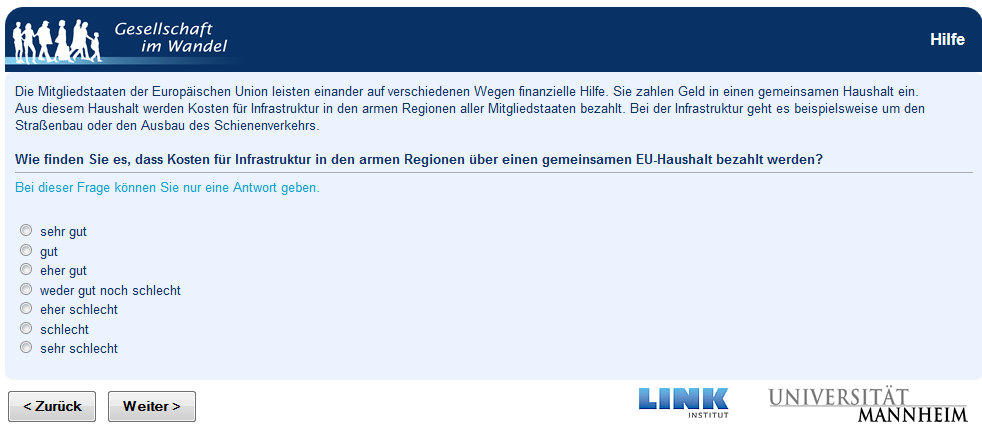 Gesellschaft
im Wandel
Hilfe
Die Mitgliedstaaten der Europäischen Union leisten einander auf verschiedenen Wegen finanzielle Hilfe. Sie zahlen Geld in einen gemeinsamen Haushalt ein.
Aus diesem Haushalt werden Kosten für Infrastruktur in den armen Regionen aller Mitgliedstaaten bezahlt. Bei der Infrastruktur geht es beispielsweise um den
Straßenbau oder den Ausbau des Schienenverkehrs.
Wie finden Sie es, dass Kosten für Infrastruktur in den armen Regionen über einen gemeinsamen EU-Haushalt bezahlt werden?
Bei dieser Frage können Sie nur eine Antwort geben.
sehr gut
gut
eher gut
weder gut noch schlecht
eher schlecht
schlecht
sehr schlecht
< Zurück
Weiter >
LINK
INSTITUT
UNIVERSITÄT
MANNHEIM